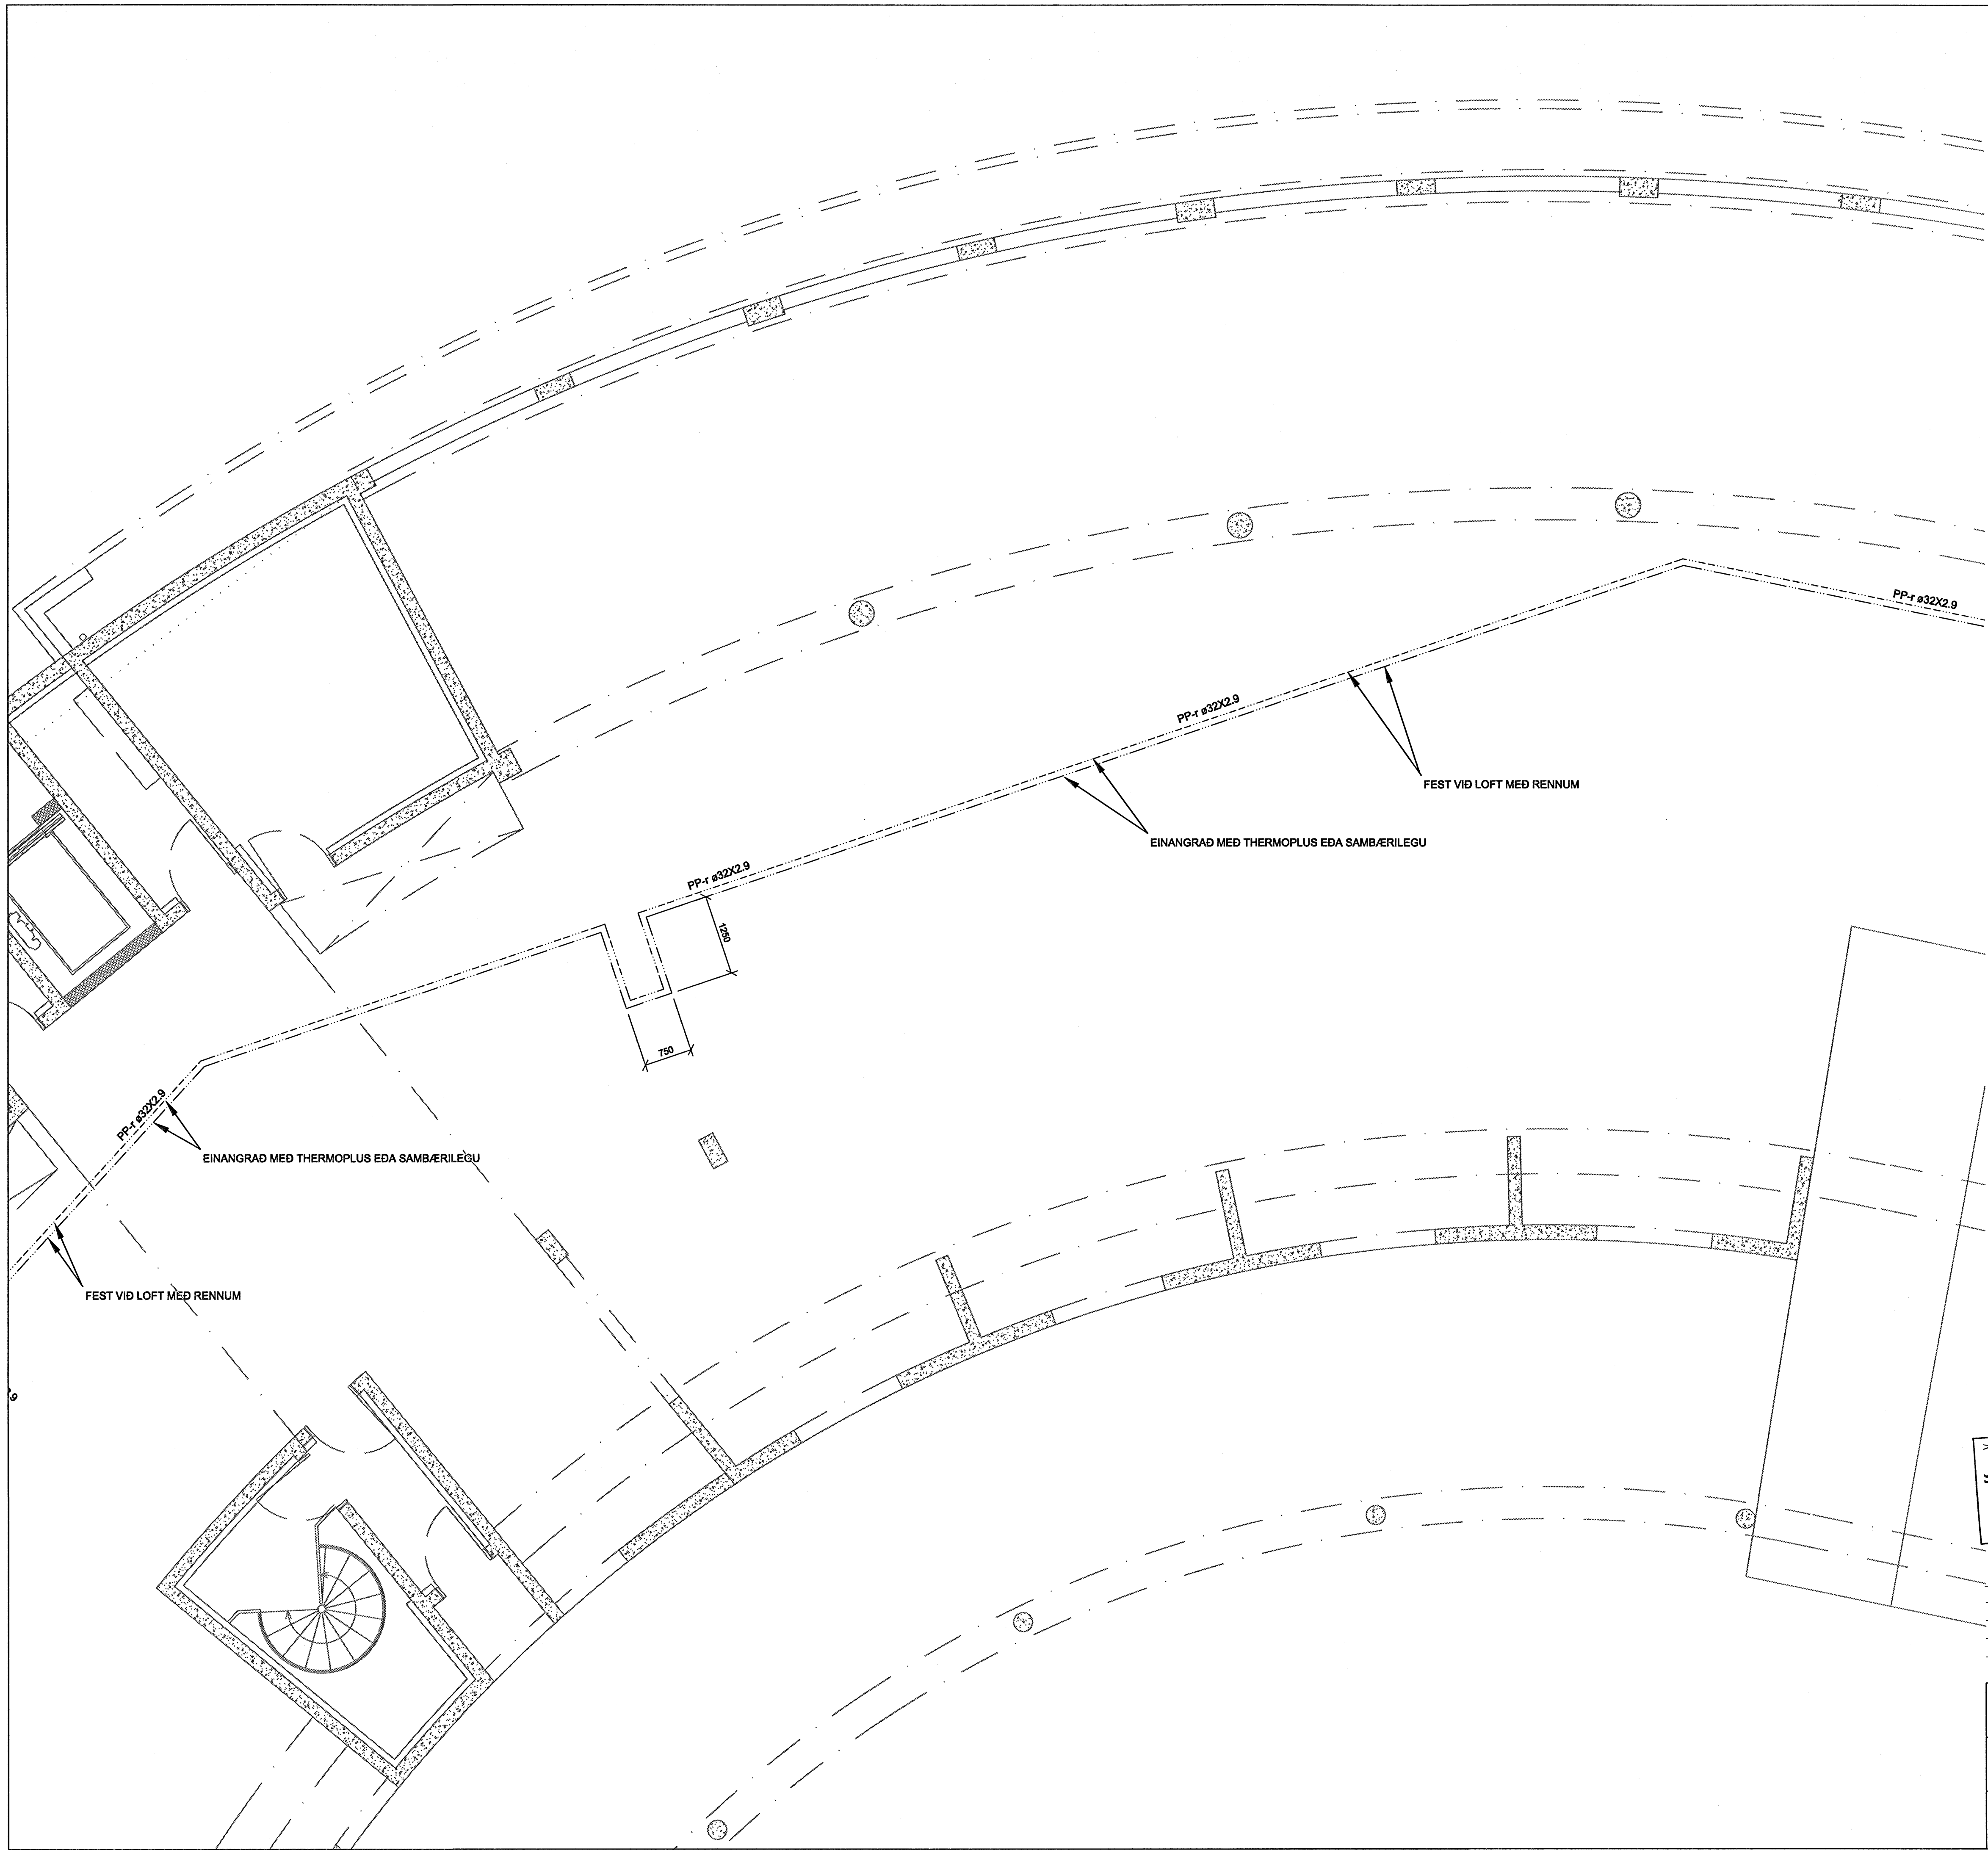 PP-r ø32X2.9
PP-r ø32X2.9
FEST VIÐ LOFT MEÐ RENNUM
EINANGRAÐ MEÐ THERMOPLUS EÐA SAMBÆRILEGU
PP-r ø32X2.9
1250
750
PP-r ø32X2.9
EINANGRAÐ MEÐ THERMOPLUS EÐA SAMBÆRILEGU
FEST VIÐ LOFT MEÐ RENNUM